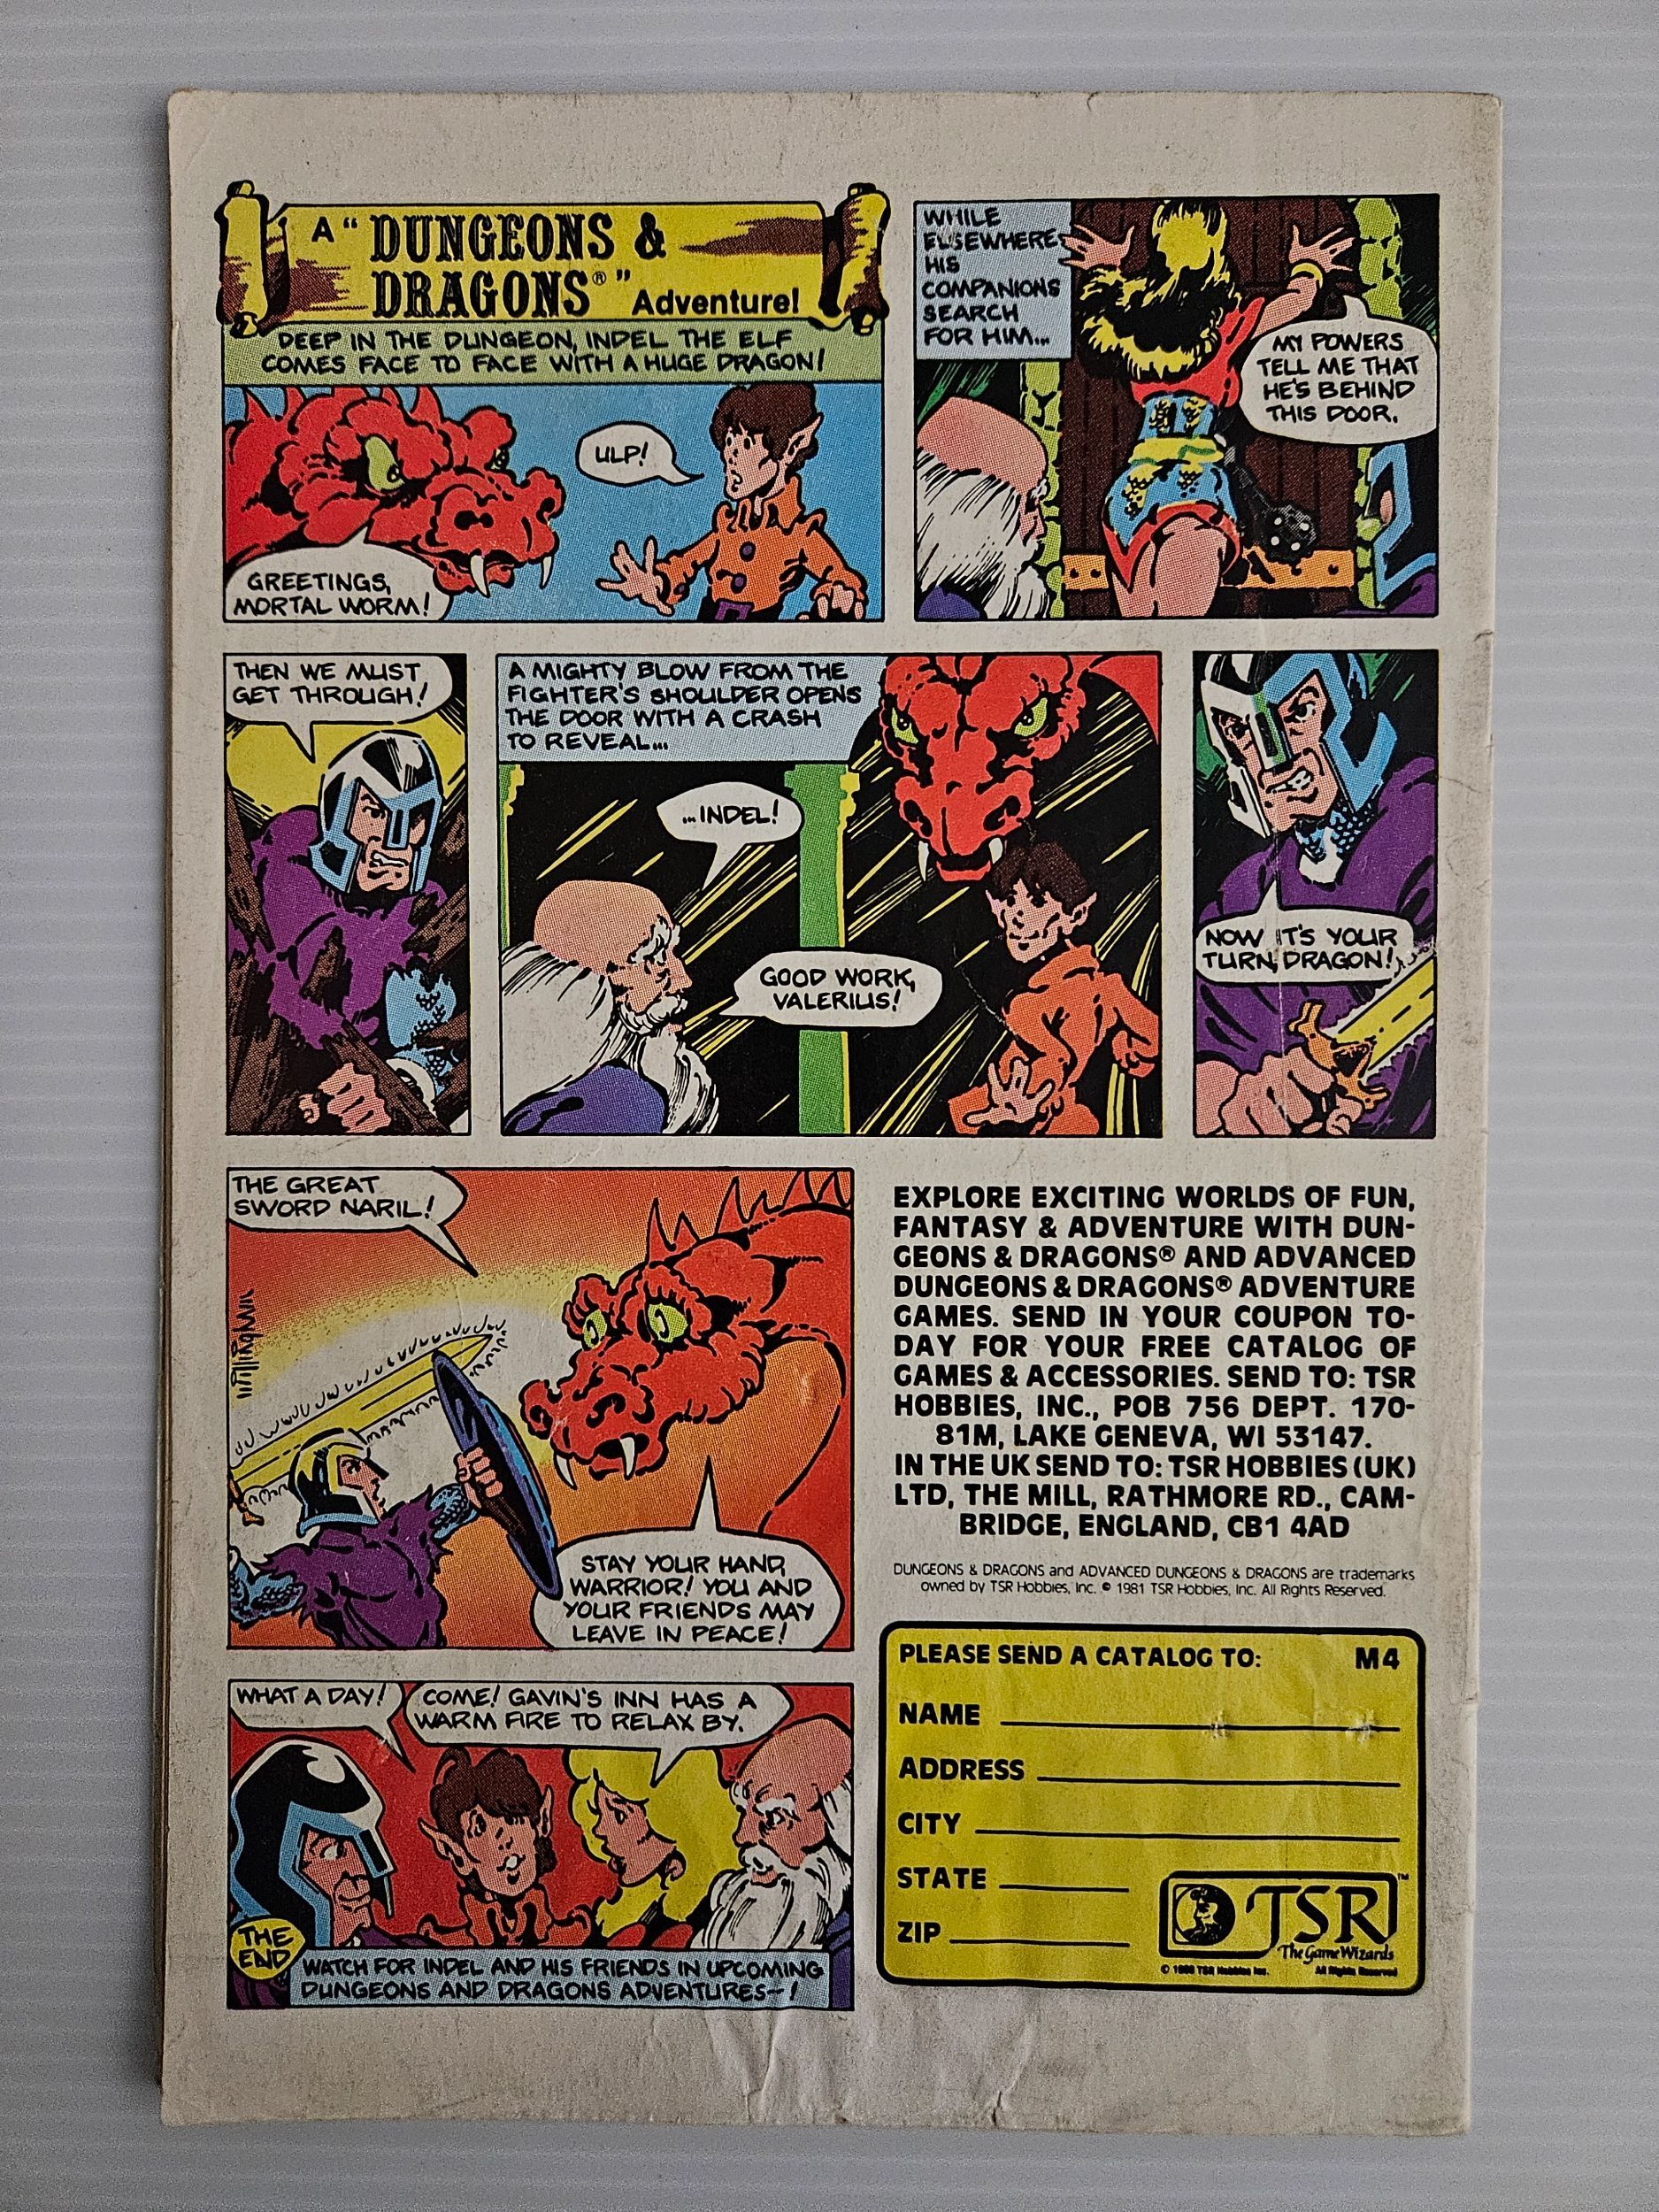 A "DUNGEONS &
DRAGONS®" Adventure!
DEEP IN THE DUNGEON, INDEL THE ELF
COMES FACE TO FACE WITH A HUGE DRAGON!
ULP!
GREETINGS,
MORTAL WORM!
WHILE
ELSEWHERE
HIS
COMPANIONS
SEARCH
FOR HIM...
MY POWERS
TELL ME THAT
HE'S BEHIND
THIS DOOR.
THEN WE MUST
GET THROUGH!
A MIGHTY BLOW FROM THE
FIGHTER'S SHOULDER OPENS
THE DOOR WITH A CRASH
TO REVEAL...
...INDEL!
GOOD WORK,
VALERIUS!
NOW IT'S YOUR
TURN, DRAGON!
THE GREAT
SWORD NARIL!
Willingham
STAY YOUR HAND,
WARRIOR! YOU AND
YOUR FRIENDS MAY
LEAVE IN PEACE!
WHAT A DAY!
COME! GAVIN'S INN HAS A
WARM FIRE TO RELAX BY.
THE
END
WATCH FOR INDEL AND HIS FRIENDS IN UPCOMING
DUNGEONS AND DRAGONS ADVENTURES--!
EXPLORE EXCITING WORLDS OF FUN,
FANTASY & ADVENTURE WITH DUN-
GEONS & DRAGONS® AND ADVANCED
DUNGEONS & DRAGONS® ADVENTURE
GAMES. SEND IN YOUR COUPON TO-
DAY FOR YOUR FREE CATALOG OF
GAMES & ACCESSORIES. SEND TO: TSR
HOBBIES, INC., POB 756 DEPT. 170-
81M, LAKE GENEVA, WI 53147.
IN THE UK SEND TO: TSR HOBBIES (UK)
LTD, THE MILL, RATHMORE RD., CAM-
BRIDGE, ENGLAND, CB1 4AD
DUNGEONS & DRAGONS and ADVANCED DUNGEONS & DRAGONS are trademarks
owned by TSR Hobbies, Inc. © 1981 TSR Hobbies, Inc. All Rights Reserved.
PLEASE SEND A CATALOG TO: M4
NAME
ADDRESS
CITY
STATE
ZIP
TSR™
The Game Wizards
© 1980 TSR Hobbies Inc. All Rights Reserved